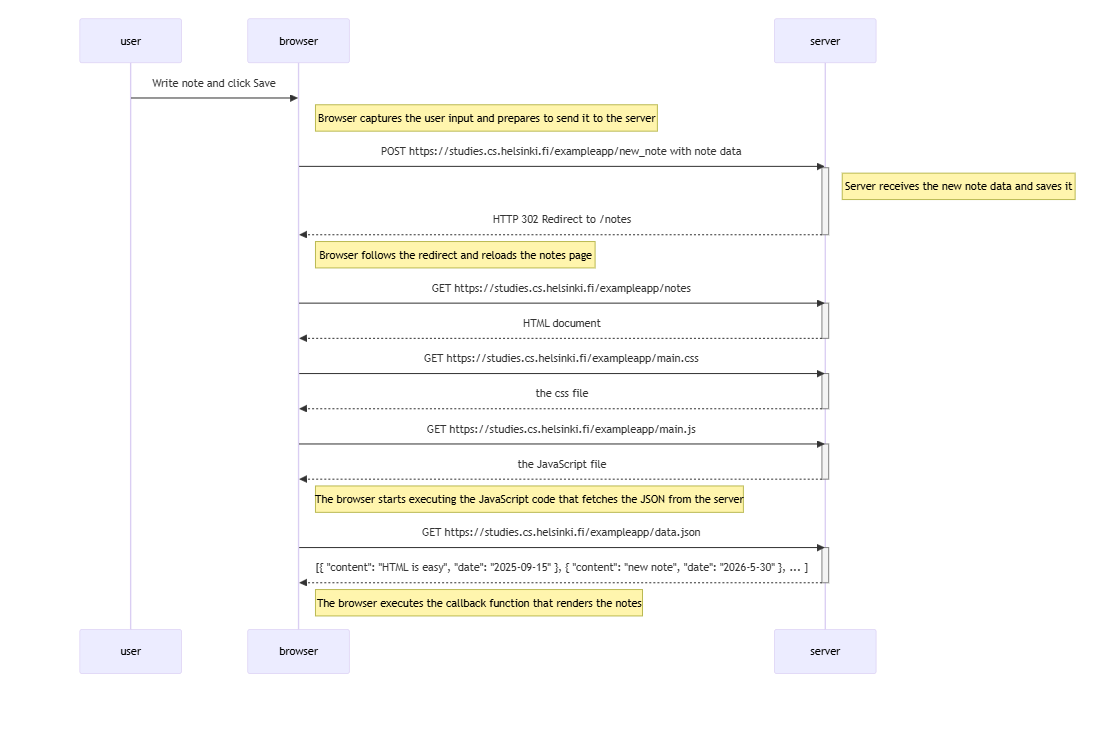 user
browser
server
Write note and click Save
Browser captures the user input and prepares to send it to the server
POST https://studies.cs.helsinki.fi/exampleapp/new_note with note data
Server receives the new note data and saves it
HTTP 302 Redirect to /notes
Browser follows the redirect and reloads the notes page
GET https://studies.cs.helsinki.fi/exampleapp/notes
HTML document
GET https://studies.cs.helsinki.fi/exampleapp/main.css
the css file
GET https://studies.cs.helsinki.fi/exampleapp/main.js
the JavaScript file
The browser starts executing the JavaScript code that fetches the JSON from the server
GET https://studies.cs.helsinki.fi/exampleapp/data.json
[{ "content": "HTML is easy", "date": "2025-09-15" }, { "content": "new note", "date": "2026-5-30" }, ... ]
The browser executes the callback function that renders the notes
user
browser
server